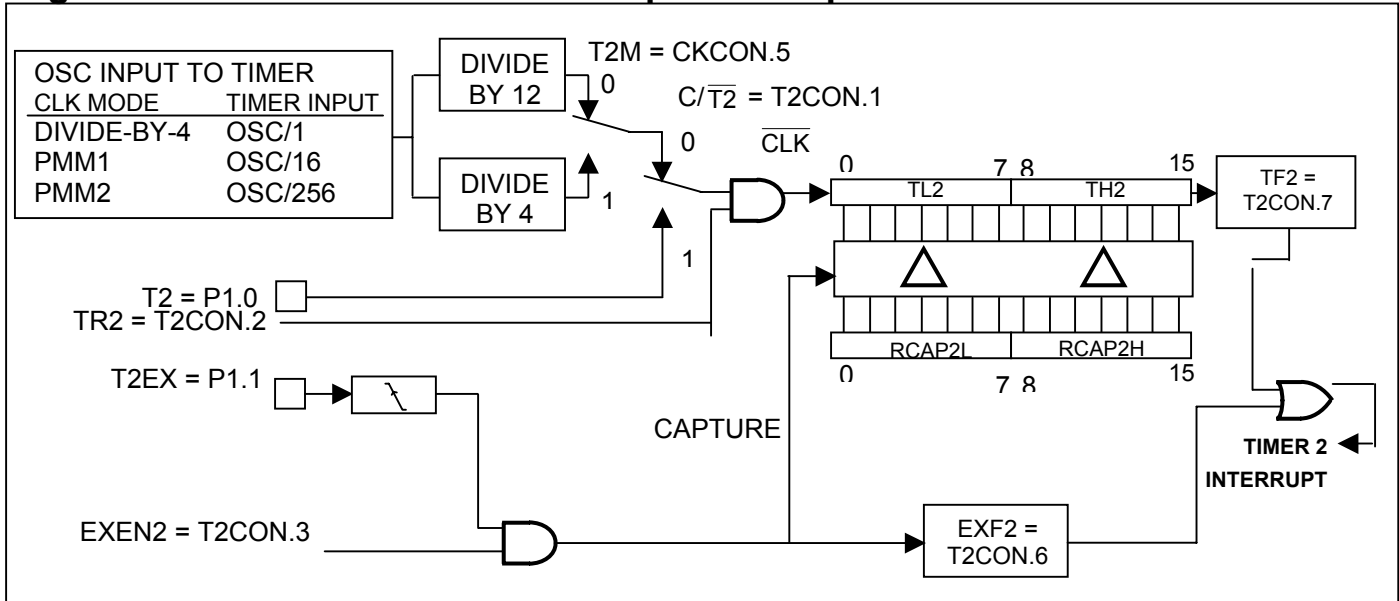 OSC INPUT TO TIMER
CLK MODE TIMER INPUT
DIVIDE-BY-4 OSC/1
PMM1 OSC/16
PMM2 OSC/256
DIVIDE
BY 12
DIVIDE
BY 4
T2M = CKCON.5
0
1
C/T2 = T2CON.1
0
1
CLK
0 7 8 15
TL2 TH2
TF2 =
T2CON.7
T2 = P1.0
TR2 = T2CON.2
RCAP2L RCAP2H
0 7 8 15
T2EX = P1.1
CAPTURE
TIMER 2
INTERRUPT
EXEN2 = T2CON.3
EXF2 =
T2CON.6